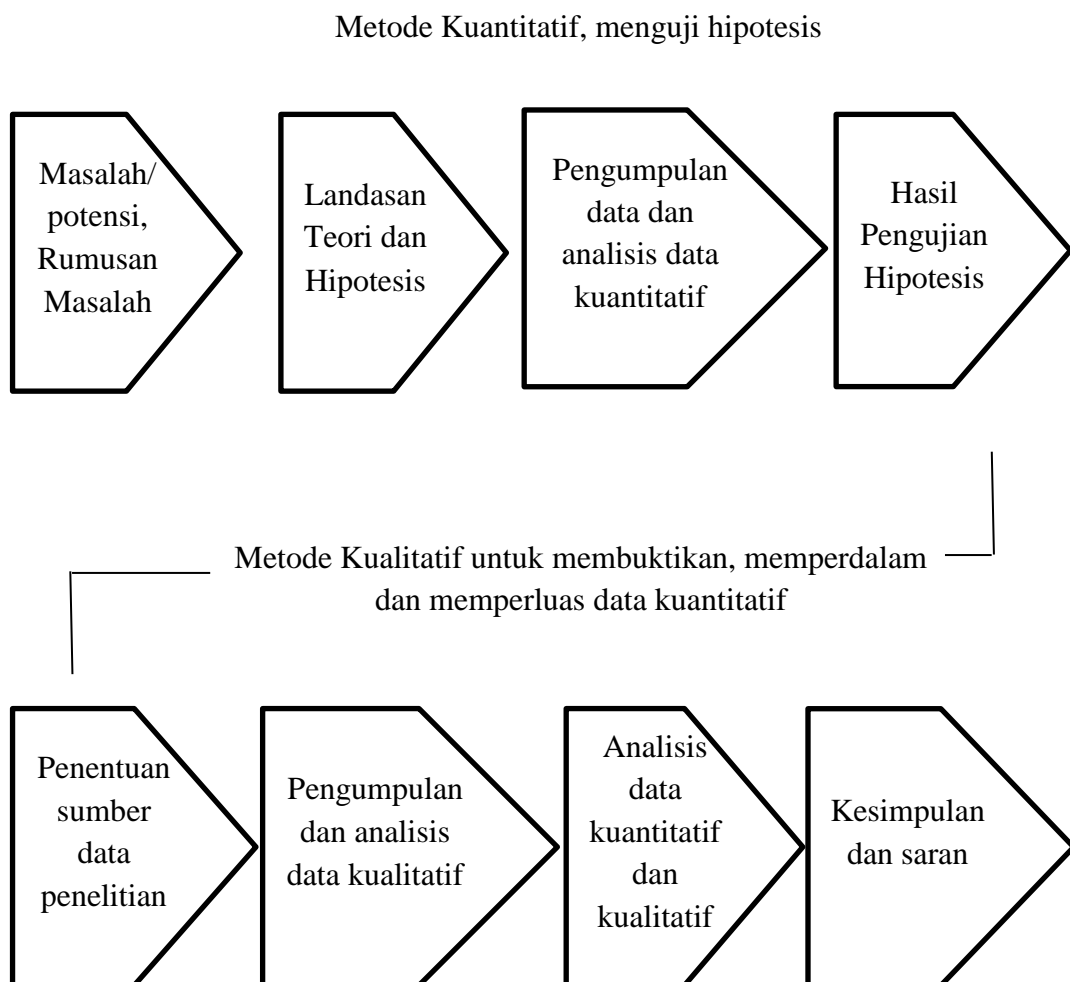 Metode Kuantitatif, menguji hipotesis
Masalah/
potensi,
Rumusan
Masalah
Landasan
Teori dan
Hipotesis
Pengumpulan
data dan
analisis data
kuantitatif
Hasil
Pengujian
Hipotesis
Metode Kualitatif untuk membuktikan, memperdalam
dan memperluas data kuantitatif
Penentuan
sumber
data
penelitian
Pengumpulan
dan analisis
data kualitatif
Analisis
data
kuantitatif
dan
kualitatif
Kesimpulan
dan saran